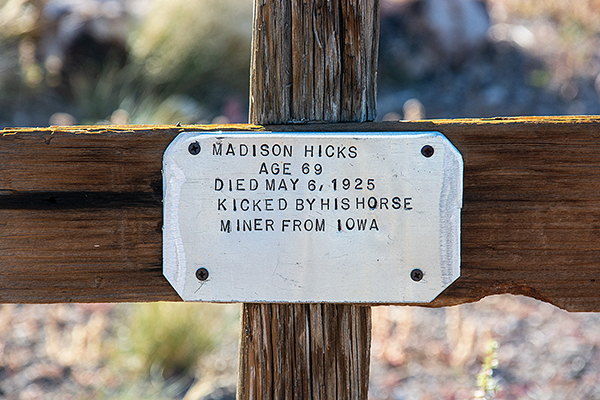 MADISON HICKS
AGE 69
DIED MAY 6, 1925
KICKED BY HIS HORSE
MINER FROM IOWA